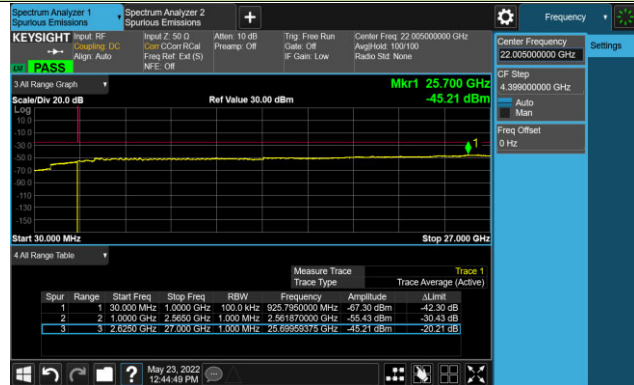 Spectrum Analyzer 1
Spurious Emissions
Spectrum Analyzer 2
Spurious Emissions
Frequency
KEYSIGHT
Input: RF
Coupling: DC
Align: Auto
Input Z: 50 Ω
Corr CCorr RCal
Freq Ref: Ext (S)
NFE: Off
Atten: 10 dB
Preamp: Off
Trig: Free Run
Gate: Off
IF Gain: Low
Center Freq: 22.005000000 GHz
Avg|Hold: 100/100
Radio Std: None
PASS
Center Frequency
22.005000000 GHz
Settings
CF Step
4.399000000 GHz
Auto
Man
Freq Offset
0 Hz
3 All Range Graph
Mkr1 25.700 GHz
Scale/Div 20.0 dB
Ref Value 30.00 dBm
-45.21 dBm
Log
10.0
-10.0
-30.0
-50.0
-70.0
-90.0
-110
-130
-150
1
Start 30.000 MHz
Stop 27.000 GHz
4 All Range Table
Measure Trace
Trace 1
Trace Type
Trace Average (Active)
Spur Range Start Freq Stop Freq RBW Frequency Amplitude ΔLimit
1 1 30.000 MHz 1.0000 GHz 100.0 kHz 925.7950000 MHz -67.30 dBm -42.30 dB
2 2 1.0000 GHz 2.5650 GHz 1.000 MHz 2.561870000 GHz -55.43 dBm -30.43 dB
3 3 2.6250 GHz 27.000 GHz 1.000 MHz 25.69959375 GHz -45.21 dBm -20.21 dB
?
May 23, 2022
12:44:49 PM